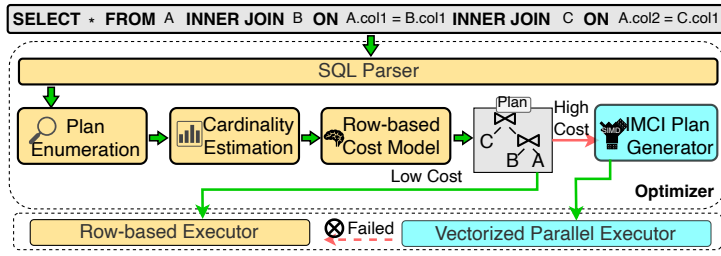 SELECT * FROM A INNER JOIN B ON A.col1 = B.col1 INNER JOIN C ON A.col2 = C.col1
SQL Parser
Plan
Enumeration
Cardinality
Estimation
Row-based
Cost Model
Plan
C
B A
High
Cost
SIMD
IMCI Plan
Generator
Low Cost
Optimizer
Row-based Executor
Failed
Vectorized Parallel Executor